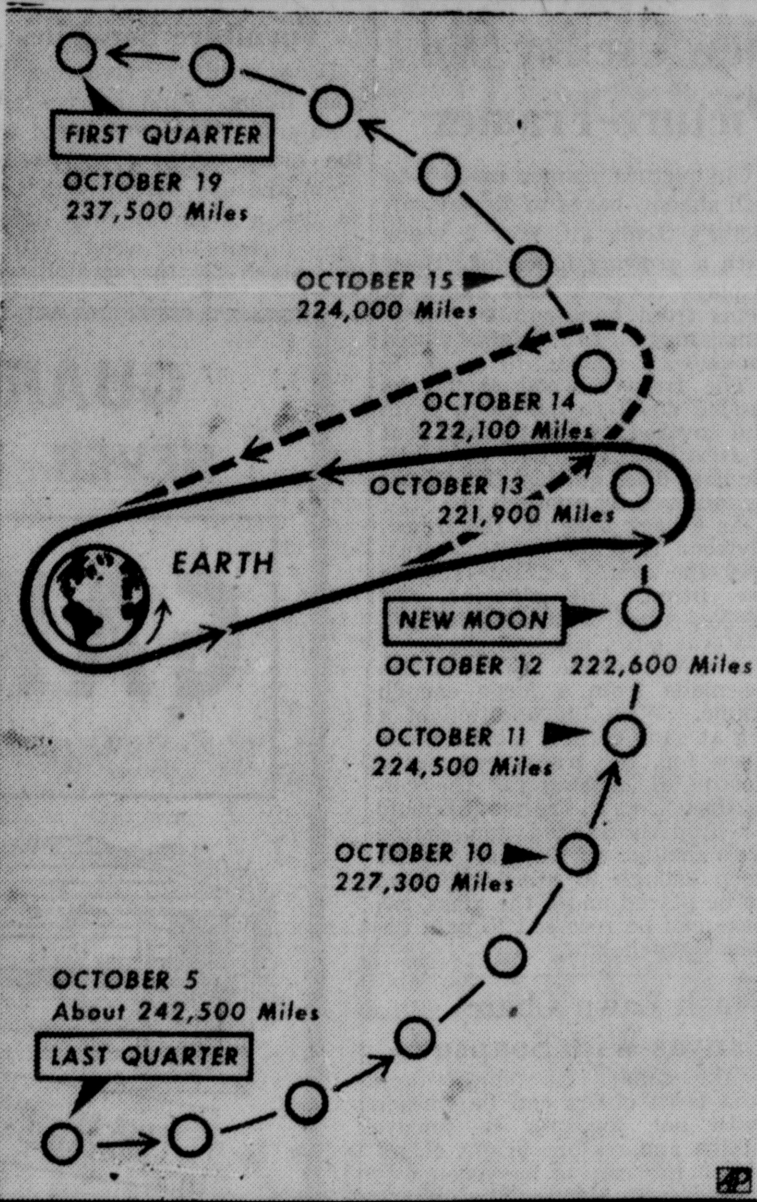 FIRST QUARTER
OCTOBER 19
237,500 Miles
OCTOBER 15
224,000 Miles
OCTOBER 14
222,100 Miles
OCTOBER 13
221,900 Miles
EARTH
NEW MOON
OCTOBER 12 222,600 Miles
OCTOBER 11
224,500 Miles
OCTOBER 10
227,300 Miles
OCTOBER 5
About 242,500 Miles
LAST QUARTER
AP